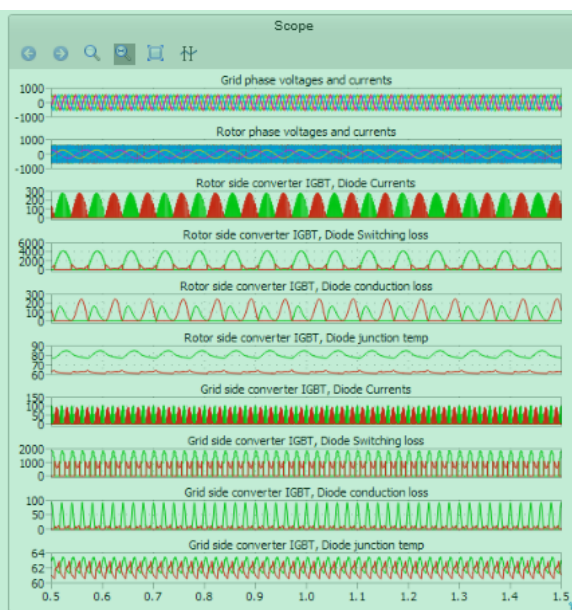 Scope
Grid phase voltages and currents
1000
0
-1000
Rotor phase voltages and currents
1000
0
-1000
Rotor side converter IGBT, Diode Currents
300
200
100
0
Rotor side converter IGBT, Diode Switching loss
6000
4000
2000
0
Rotor side converter IGBT, Diode conduction loss
300
200
100
0
Rotor side converter IGBT, Diode junction temp
90
80
70
60
Grid side converter IGBT, Diode Currents
150
100
50
0
Grid side converter IGBT, Diode Switching loss
2000
1000
0
Grid side converter IGBT, Diode conduction loss
100
50
0
Grid side converter IGBT, Diode junction temp
64
62
60
0.5 0.6 0.7 0.8 0.9 1.0 1.1 1.2 1.3 1.4 1.5